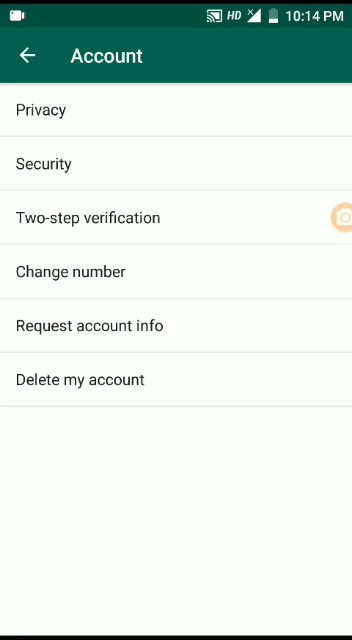 HD 10:14 PM
Account
Privacy
Security
Two-step verification
Change number
Request account info
Delete my account